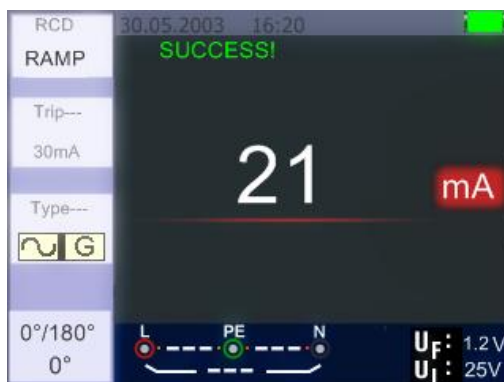 RCD
30.05.2003 16:20
RAMP
SUCCESS!
Trip---
30mA
21
mA
Type---
G
0°/180°
0°
L
PE
N
UF: 1.2V
UL: 25V